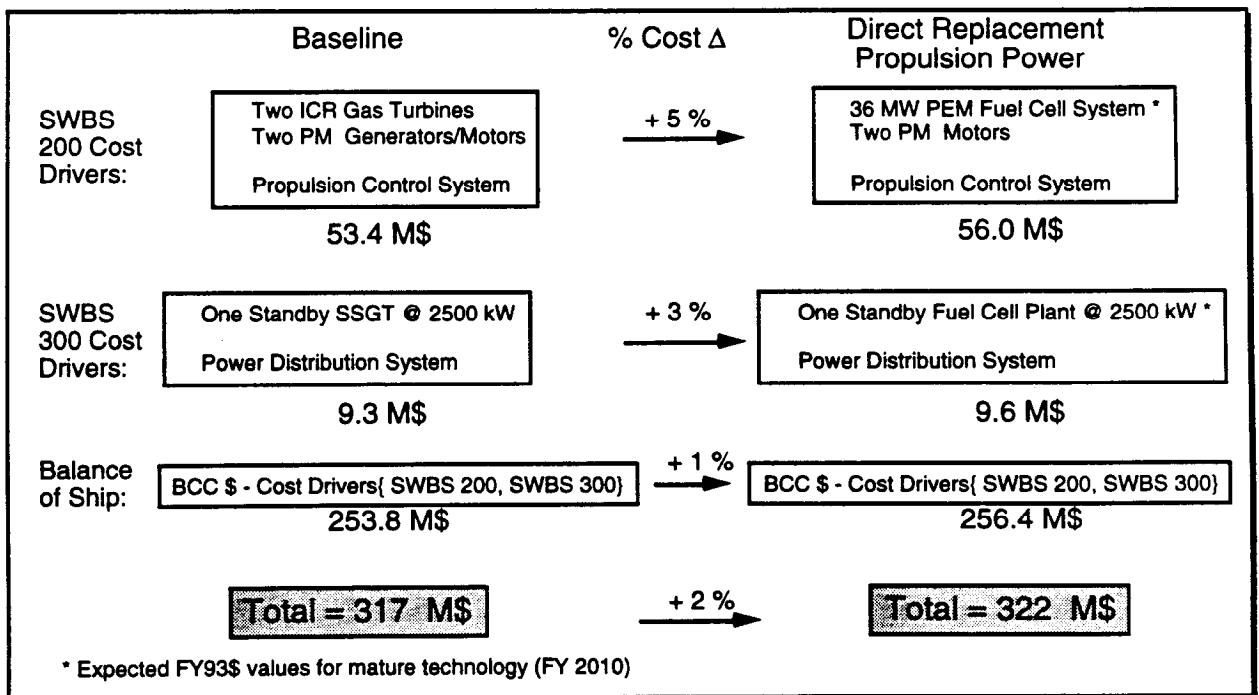 Baseline
% Cost Δ
Direct Replacement
Propulsion Power
SWBS
200 Cost
Drivers:
Two ICR Gas Turbines
Two PM Generators/Motors
Propulsion Control System
53.4 M$
+ 5 %
36 MW PEM Fuel Cell System *
Two PM Motors
Propulsion Control System
56.0 M$
SWBS
300 Cost
Drivers:
One Standby SSGT @ 2500 kW
Power Distribution System
9.3 M$
+ 3 %
One Standby Fuel Cell Plant @ 2500 kW *
Power Distribution System
9.6 M$
Balance
of Ship:
BCC $ - Cost Drivers{ SWBS 200, SWBS 300}
253.8 M$
+ 1 %
BCC $ - Cost Drivers{ SWBS 200, SWBS 300}
256.4 M$
Total = 317 M$
+ 2 %
Total = 322 M$
* Expected FY93$ values for mature technology (FY 2010)